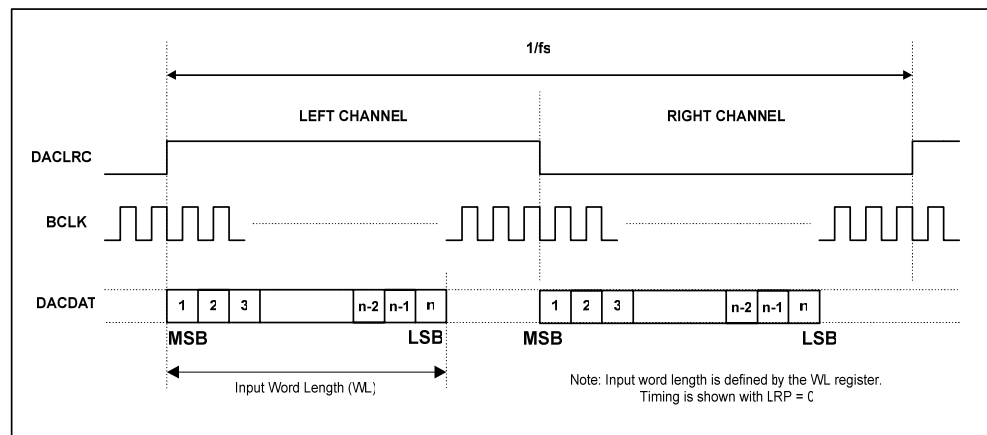 1/fs
LEFT CHANNEL
RIGHT CHANNEL
DACLRC
BCLK
DACDAT
1 2 3 n-2 n-1 n
1 2 3 n-2 n-1 n
MSB LSB
MSB LSB
Input Word Length (WL)
Note: Input word length is defined by the WL register.
Timing is shown with LRP = 0